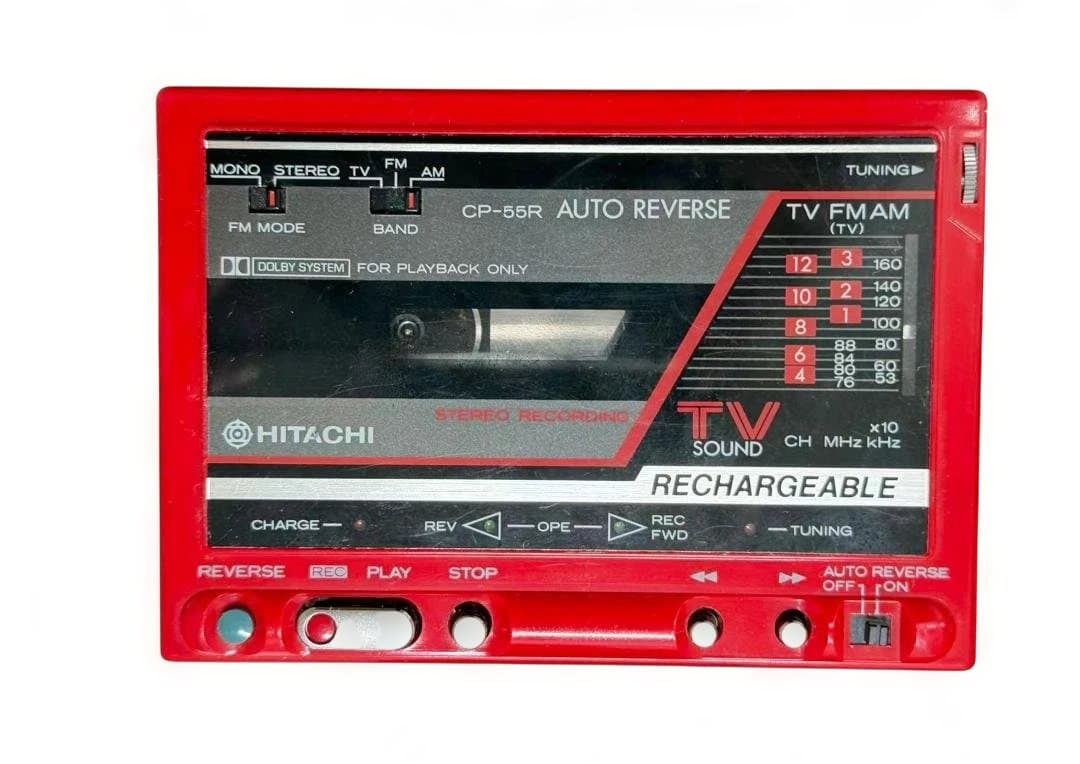 MONO STEREO TV FM AM
TUNING▶
FM MODE BAND
CP-55R AUTO REVERSE
TV FM AM
(TV)
DOLBY SYSTEM FOR PLAYBACK ONLY
12 3 160
10 2 140
120
1
8 100
88 80
6 84
80 60
4 76 53
STEREO RECORDING
TV
SOUND
CH MHz x10 kHz
HITACHI
RECHARGEABLE
CHARGE REV OPE REC
FWD TUNING
REVERSE REC PLAY STOP ◀◀ ▶▶ AUTO REVERSE
OFF ON